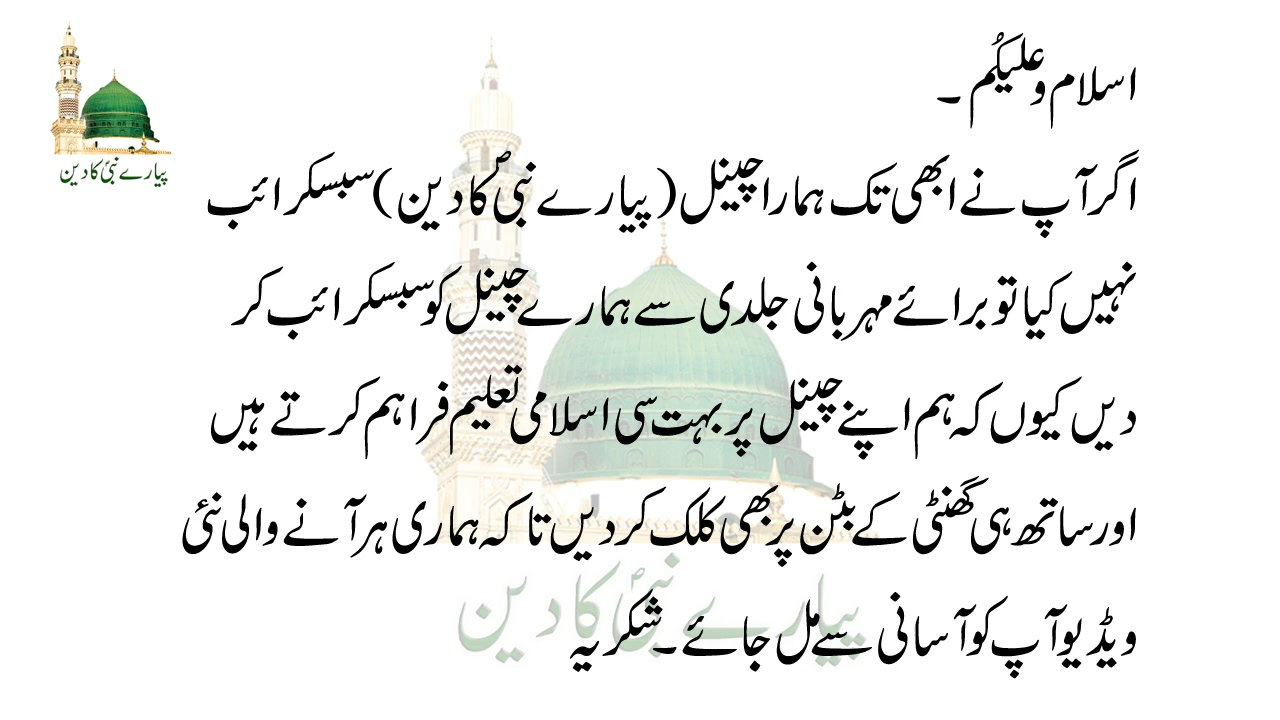 اسلام و علیکُم ۔
پیارے نبیؐ کا دین
اگر آپ نے ابھی تک ہمارا چینل ( پیارے نبیؐ کا دین ) سبسکرائب
نہیں کیا تو برائے مہربانی جلدی سے ہمارے چینل کو سبسکرائب کر
دیں کیوں کہ ہم اپنے چینل پر بہت سی اسلامی تعلیم فراہم کرتے ہیں
اور ساتھ ہی گھنٹی کے بٹن پر بھی کلک کر دیں تا کہ ہماری ہر آنے والی نئی
ویڈیو آپ کو آسانی سے مل جائے ۔ شکریہ
پیارے نبیؐ کا دین